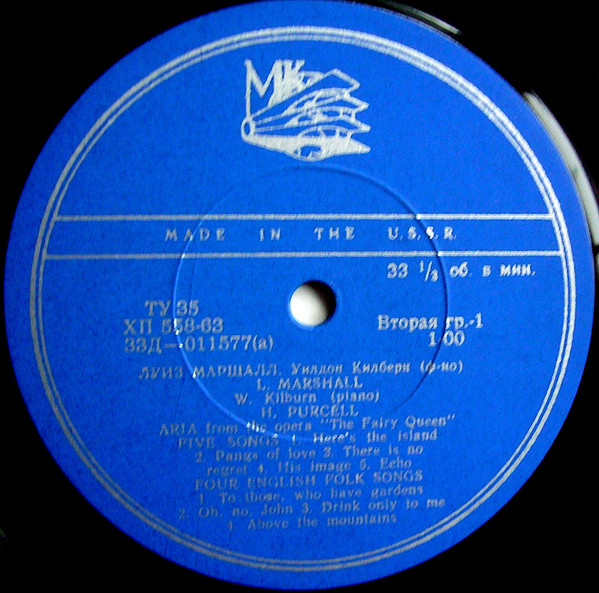 МК
MADE IN THE U.S.S.R.
33 1/3 об. в мин.
ТУ 35
ХП 558-63
33Д—011577(а)
Вторая гр.-1
1 00
ЛУИЗ МАРШАЛЛ, Уилдон Килберн (ф-но)
L. MARSHALL
W. Kilburn (piano)
H. PURCELL
ARIA from the opera "The Fairy Queen"
FIVE SONGS 1. Here's the island
2. Pangs of love 3. There is no
regret 4. His image 5. Echo
FOUR ENGLISH FOLK SONGS
1. To those, who have gardens
2. Oh, no, John 3. Drink only to me
4. Above the mountains